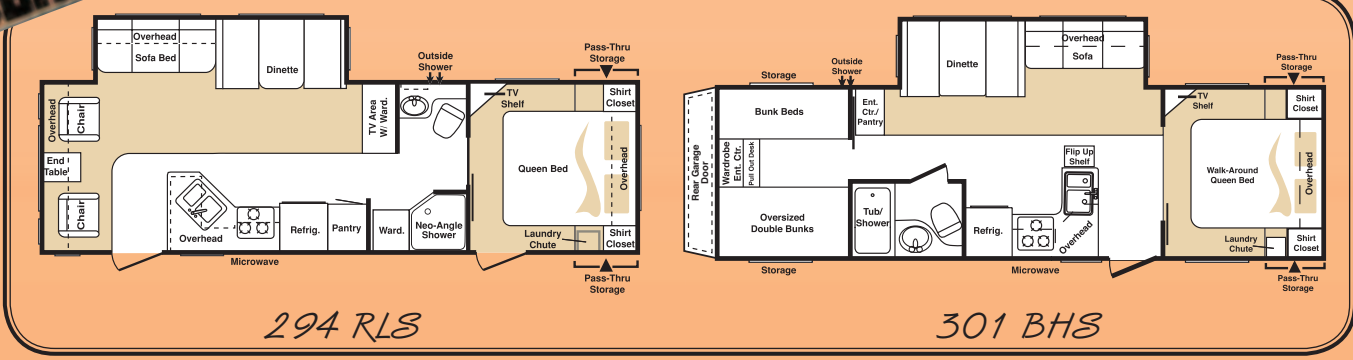 Overhead
Sofa Bed
Dinette
Outside
Shower
Pass-Thru
Storage
Overhead
Chair
TV Area
W/ Ward.
TV
Shelf
Shirt
Closet
End
Table
Queen Bed
Overhead
Chair
Overhead
Refrig.
Pantry
Ward.
Neo-Angle
Shower
Laundry
Chute
Shirt
Closet
Microwave
Pass-Thru
Storage
294 RLS
Storage
Outside
Shower
Dinette
Overhead
Sofa
Pass-Thru
Storage
Bunk Beds
Ent.
Ctr./
Pantry
TV
Shelf
Shirt
Closet
Rear Garage
Door
Wardrobe
Ent. Ctr.
Pull Out Desk
Flip Up
Shelf
Walk-Around
Queen Bed
Overhead
Oversized
Double Bunks
Tub/
Shower
Refrig.
Overhead
Laundry
Chute
Shirt
Closet
Storage
Microwave
Pass-Thru
Storage
301 BHS